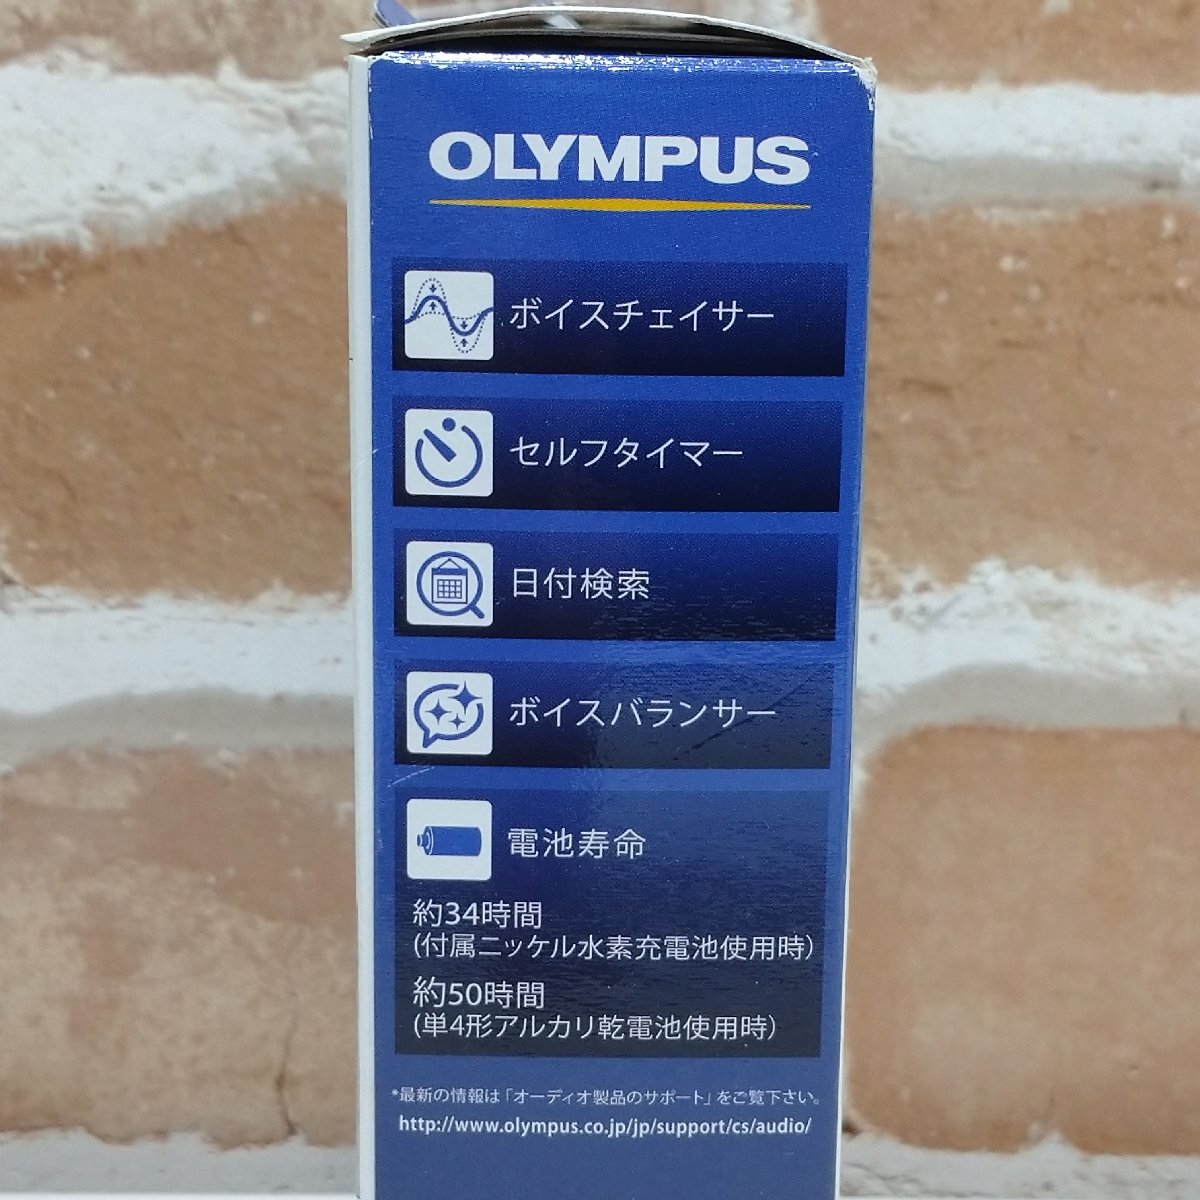 OLYMPUS
ボイスチェイサー
セルフタイマー
日付検索
ボイスバランサー
電池寿命
約34時間
(付属ニッケル水素充電池使用時)
約50時間
(単4形アルカリ乾電池使用時)
*最新の情報は「オーディオ製品のサポート」をご覧下さい。
http://www.olympus.co.jp/jp/support/cs/audio/